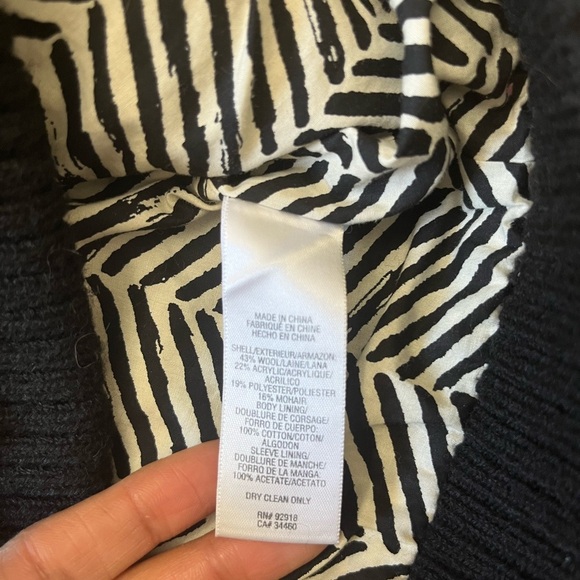 MADE IN CHINA
FABRIQUÉ EN CHINE
HECHO EN CHINA
SHELL/EXTERIEUR/ARMAZON:
43% WOOL/LAINE/LANA
22% ACRYLIC/ACRYLIQUE/
ACRILICO
19% POLYESTER/POLIESTER
16% MOHAIR
BODY LINING/
DOUBLURE DE CORSAGE/
FORRO DE CUERPO:
100% COTTON/COTON/
ALGODON
SLEEVE LINING/
DOUBLURE DE MANCHE/
FORRO DE LA MANGA:
100% ACETATE/ACETATO
DRY CLEAN ONLY
RN# 92918
CA# 34460